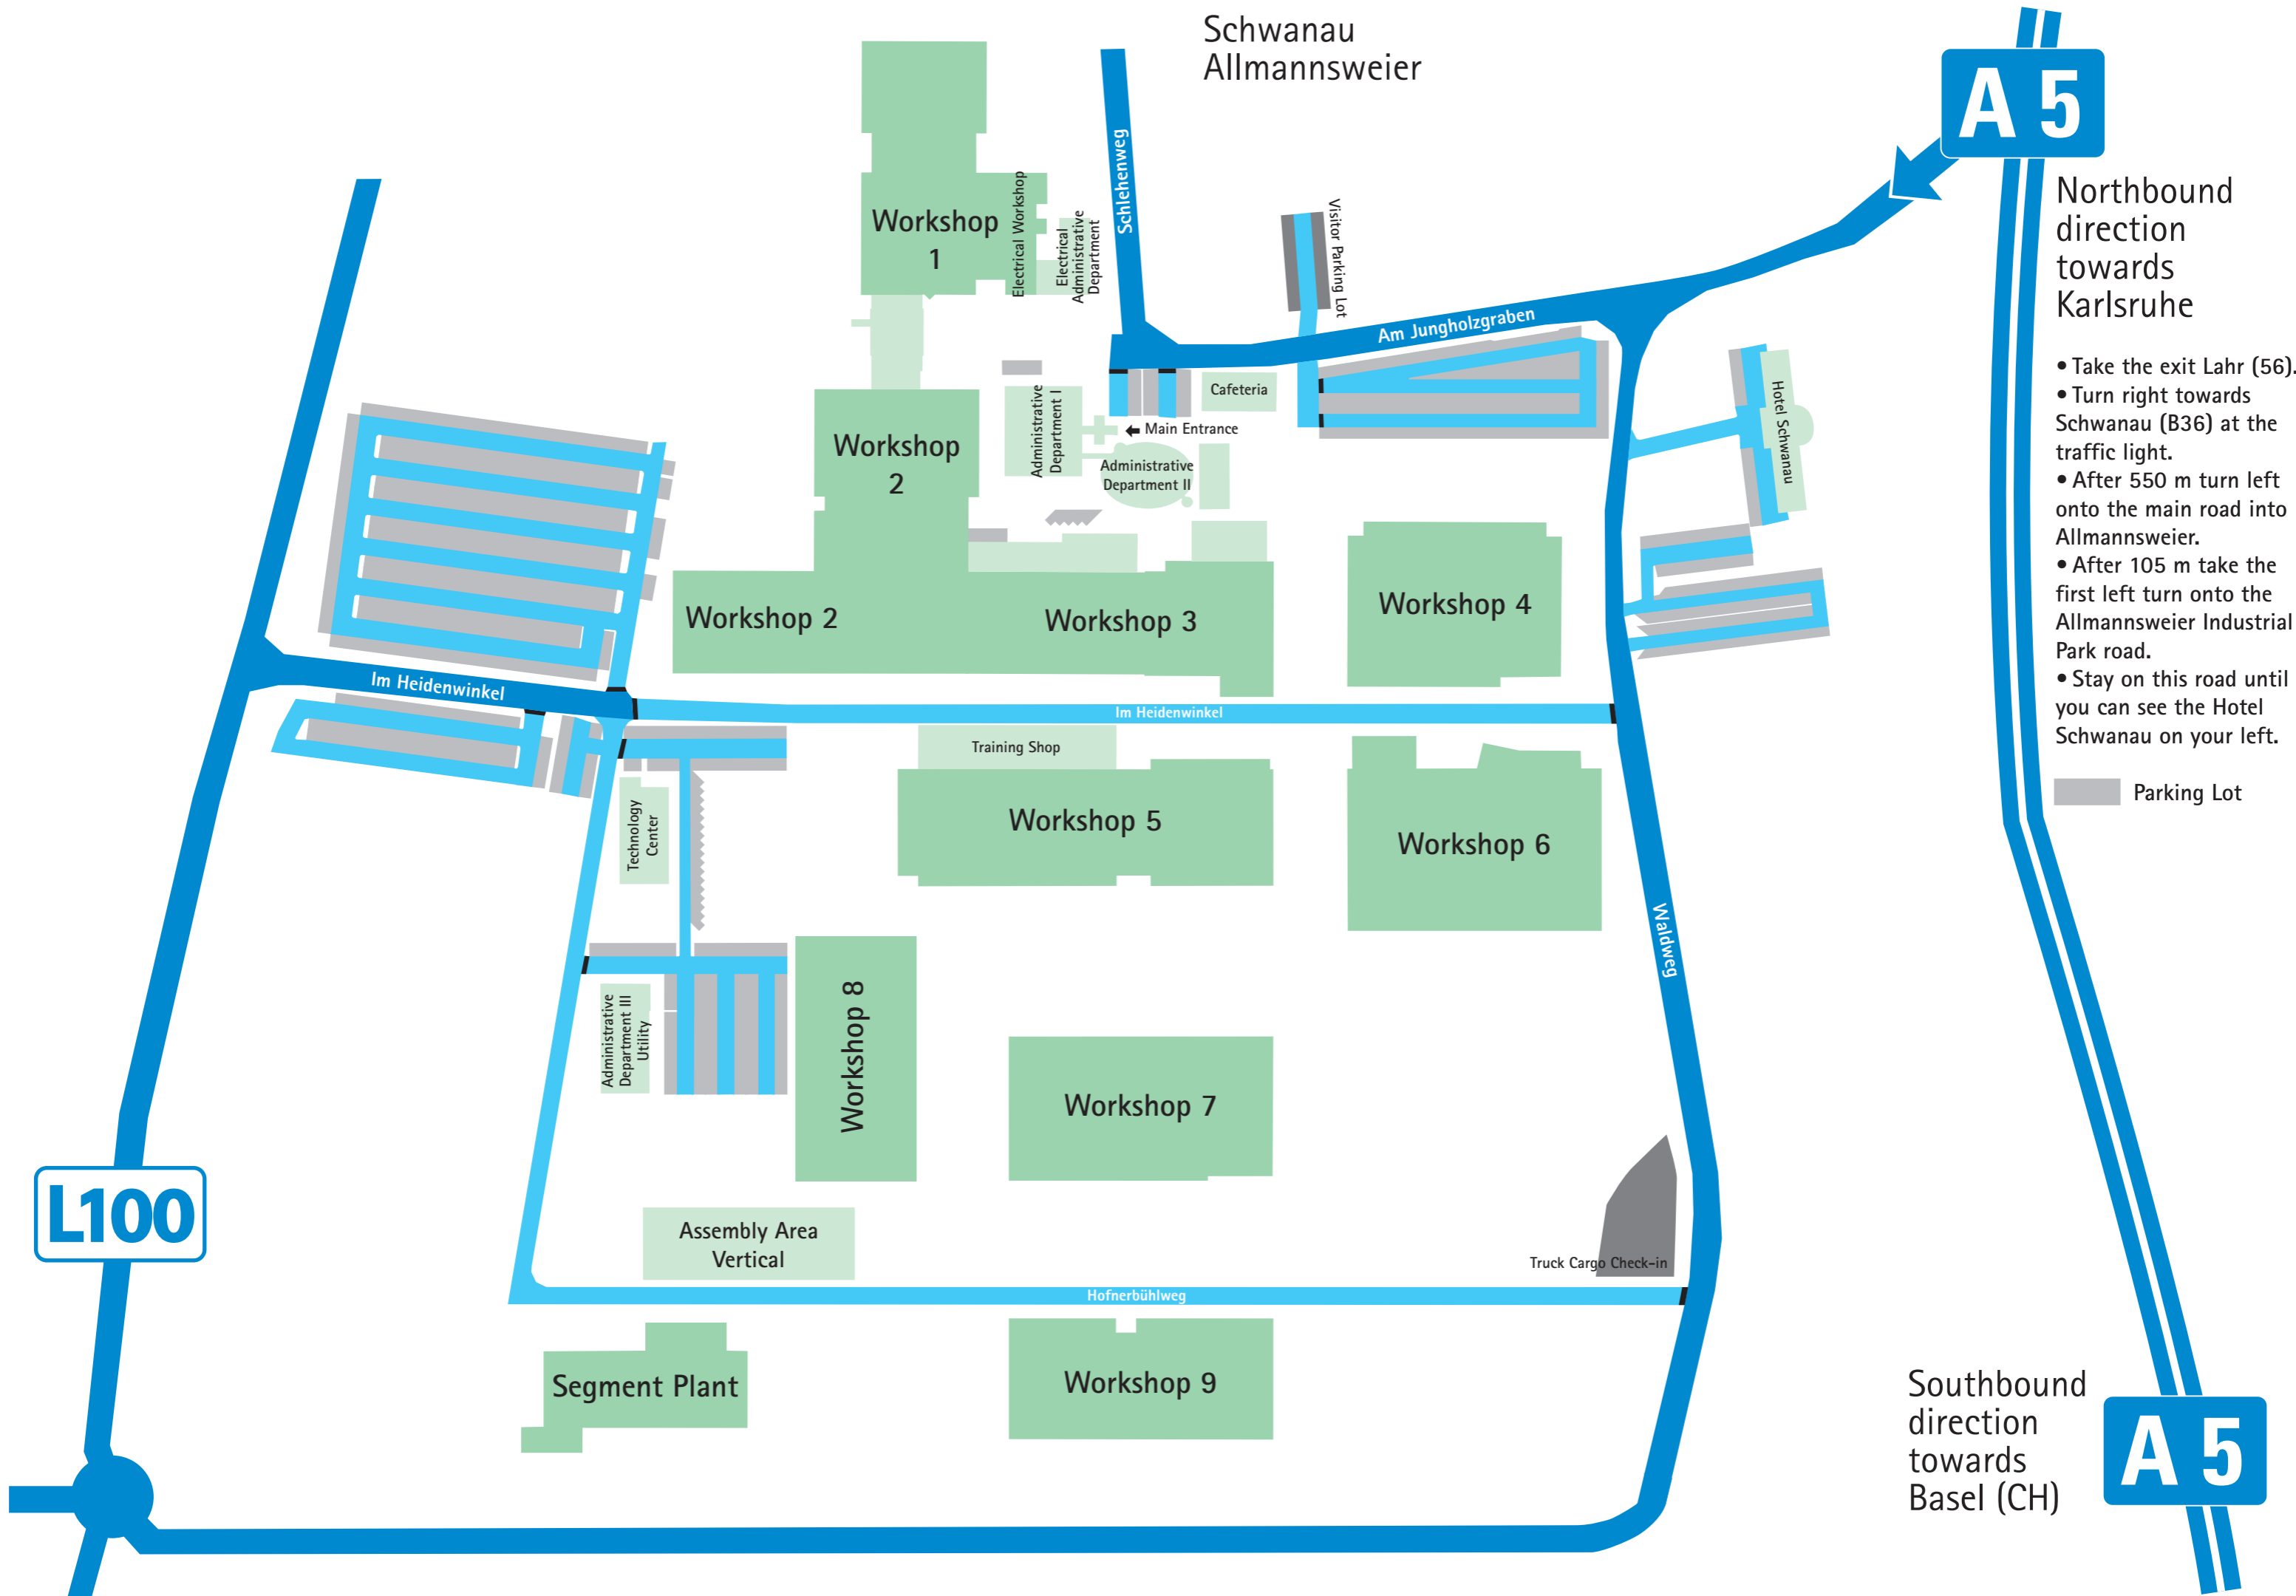 Schwanau
Allmannsweier
A 5
Northbound
direction
towards
Karlsruhe
• Take the exit Lahr (56).
• Turn right towards
Schwanau (B36) at the
traffic light.
• After 550 m turn left
onto the main road into
Allmannsweier.
• After 105 m take the
first left turn onto the
Allmannsweier Industrial
Park road.
• Stay on this road until
you can see the Hotel
Schwanau on your left.
Parking Lot
Schlehenweg
Workshop
1
Electrical Workshop
Electrical
Administrative
Department
Visitor Parking Lot
Am Jungholzgraben
Cafeteria
Administrative
Department I
Main Entrance
Administrative
Department II
Hotel Schwanau
Workshop
2
Workshop 2
Workshop 3
Workshop 4
Im Heidenwinkel
Im Heidenwinkel
Training Shop
Technology
Center
Workshop 5
Workshop 6
Waldweg
Administrative
Department III
Utility
Workshop 8
Workshop 7
L100
Assembly Area
Vertical
Truck Cargo Check-in
Hofnerbühlweg
Segment Plant
Workshop 9
Southbound
direction
towards
Basel (CH)
A 5